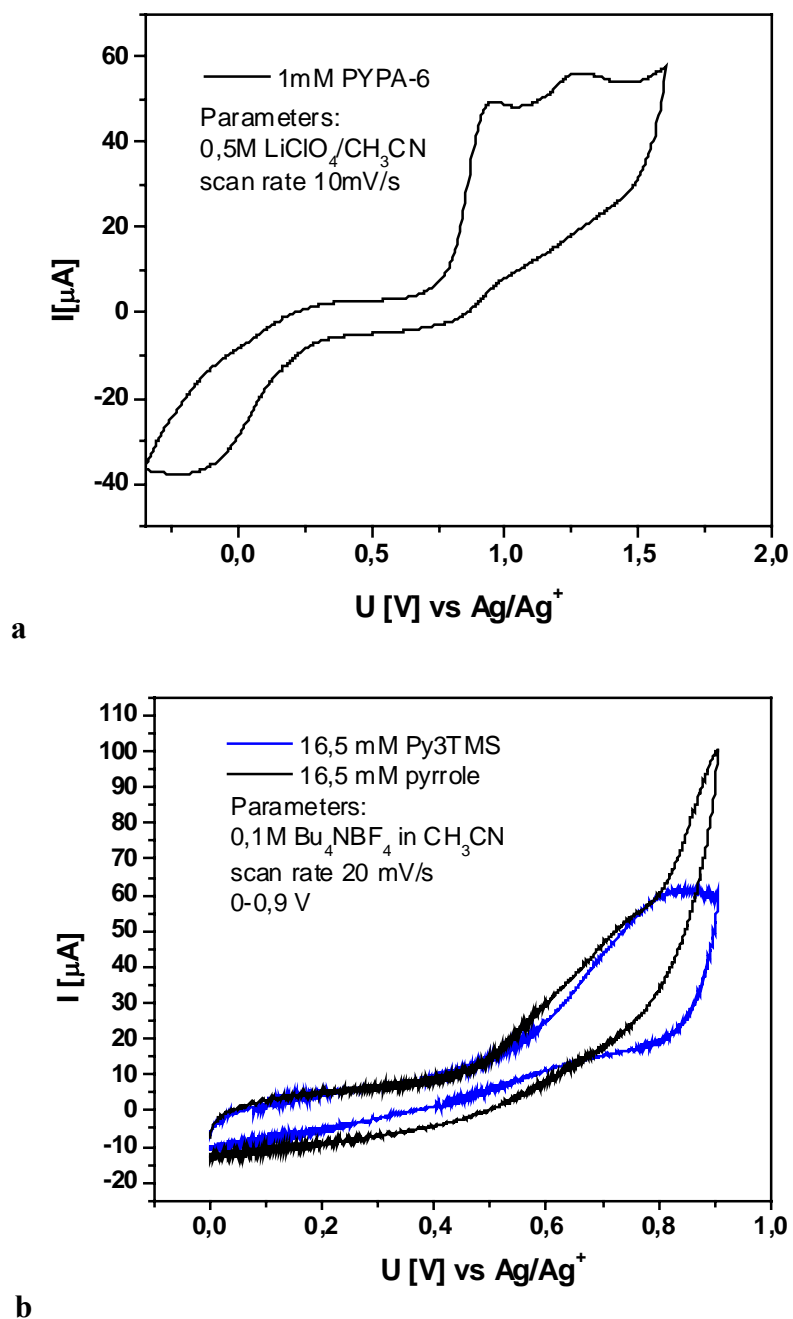 60
40
20
0
-20
-40
I[µA]
1mM PYPA-6
Parameters:
0,5M LiClO4/CH3CN
scan rate 10mV/s
0,0 0,5 1,0 1,5 2,0
U [V] vs Ag/Ag+
a
110
100
90
80
70
60
50
40
30
20
10
0
-10
-20
I [µA]
16,5 mM Py3TMS
16,5 mM pyrrole
Parameters:
0,1M Bu4NBF4 in CH3CN
scan rate 20 mV/s
0-0,9 V
0,0 0,2 0,4 0,6 0,8 1,0
U [V] vs Ag/Ag+
b